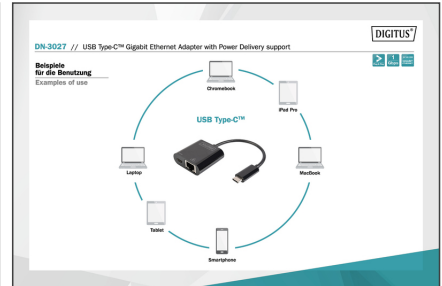 DIGITUS®
DN-3027 // USB Type-C™ Gigabit Ethernet Adapter with Power Delivery support
Beispiele
für die Benutzung
Examples of use
Chromebook
iPad Pro
USB Type-C™
Laptop
MacBook
Tablet
Smartphone